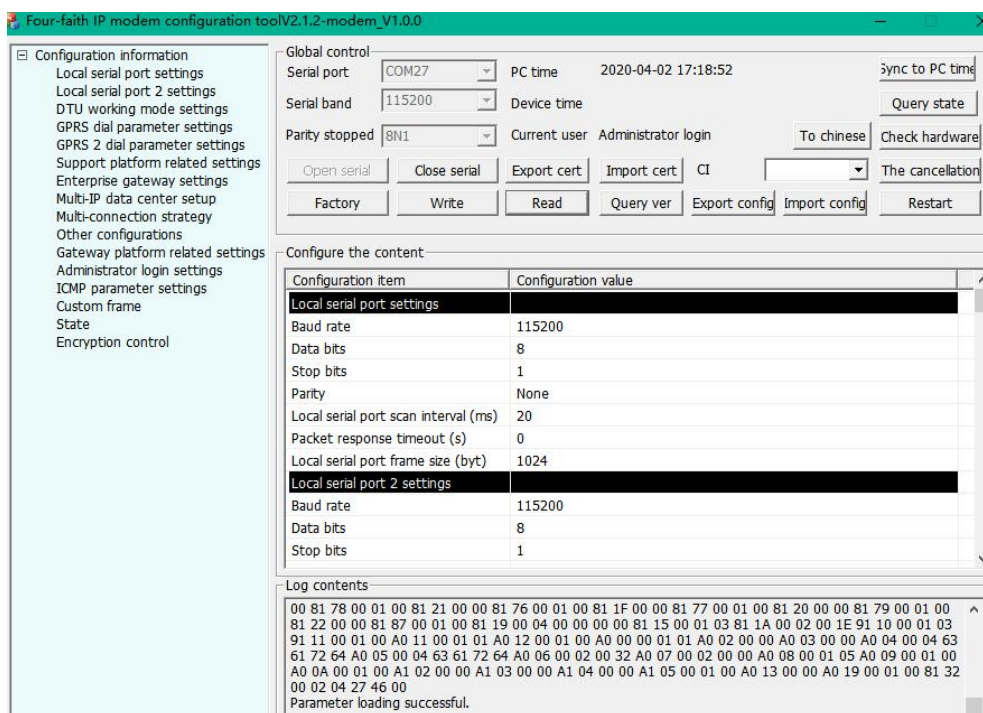 Four-faith IP modem configuration toolV2.1.2-modem_V1.0.0
Configuration information
Local serial port settings
Local serial port 2 settings
DTU working mode settings
GPRS dial parameter settings
GPRS 2 dial parameter settings
Support platform related settings
Enterprise gateway settings
Multi-IP data center setup
Multi-connection strategy
Other configurations
Gateway platform related settings
Administrator login settings
ICMP parameter settings
Custom frame
State
Encryption control
Global control
Serial port COM27 PC time 2020-04-02 17:18:52 Sync to PC time
Serial band 115200 Device time Query state
Parity stopped 8N1 Current user Administrator login To chinese Check hardware
Open serial Close serial Export cert Import cert CI The cancellation
Factory Write Read Query ver Export config Import config Restart
Configure the content
Configuration item Configuration value
Local serial port settings
Baud rate 115200
Data bits 8
Stop bits 1
Parity None
Local serial port scan interval (ms) 20
Packet response timeout (s) 0
Local serial port frame size (byt) 1024
Local serial port 2 settings
Baud rate 115200
Data bits 8
Stop bits 1
Log contents
00 81 78 00 01 00 81 21 00 00 81 76 00 01 00 81 1F 00 00 81 77 00 01 00 81 20 00 00 81 79 00 01 00
81 22 00 00 81 87 00 01 00 81 19 00 04 00 00 00 00 81 15 00 01 03 81 1A 00 02 00 1E 91 10 00 01 03
91 11 00 01 00 A0 11 00 01 01 A0 12 00 01 00 A0 00 00 01 01 A0 02 00 00 A0 03 00 00 A0 04 00 04 63
61 72 64 A0 05 00 04 63 61 72 64 A0 06 00 02 00 32 A0 07 00 02 00 00 A0 08 00 01 05 A0 09 00 01 00
A0 0A 00 01 00 A1 02 00 00 A1 03 00 00 A1 04 00 00 A1 05 00 01 00 A0 13 00 00 A0 19 00 01 00 81 32
00 02 04 27 46 00
Parameter loading successful.